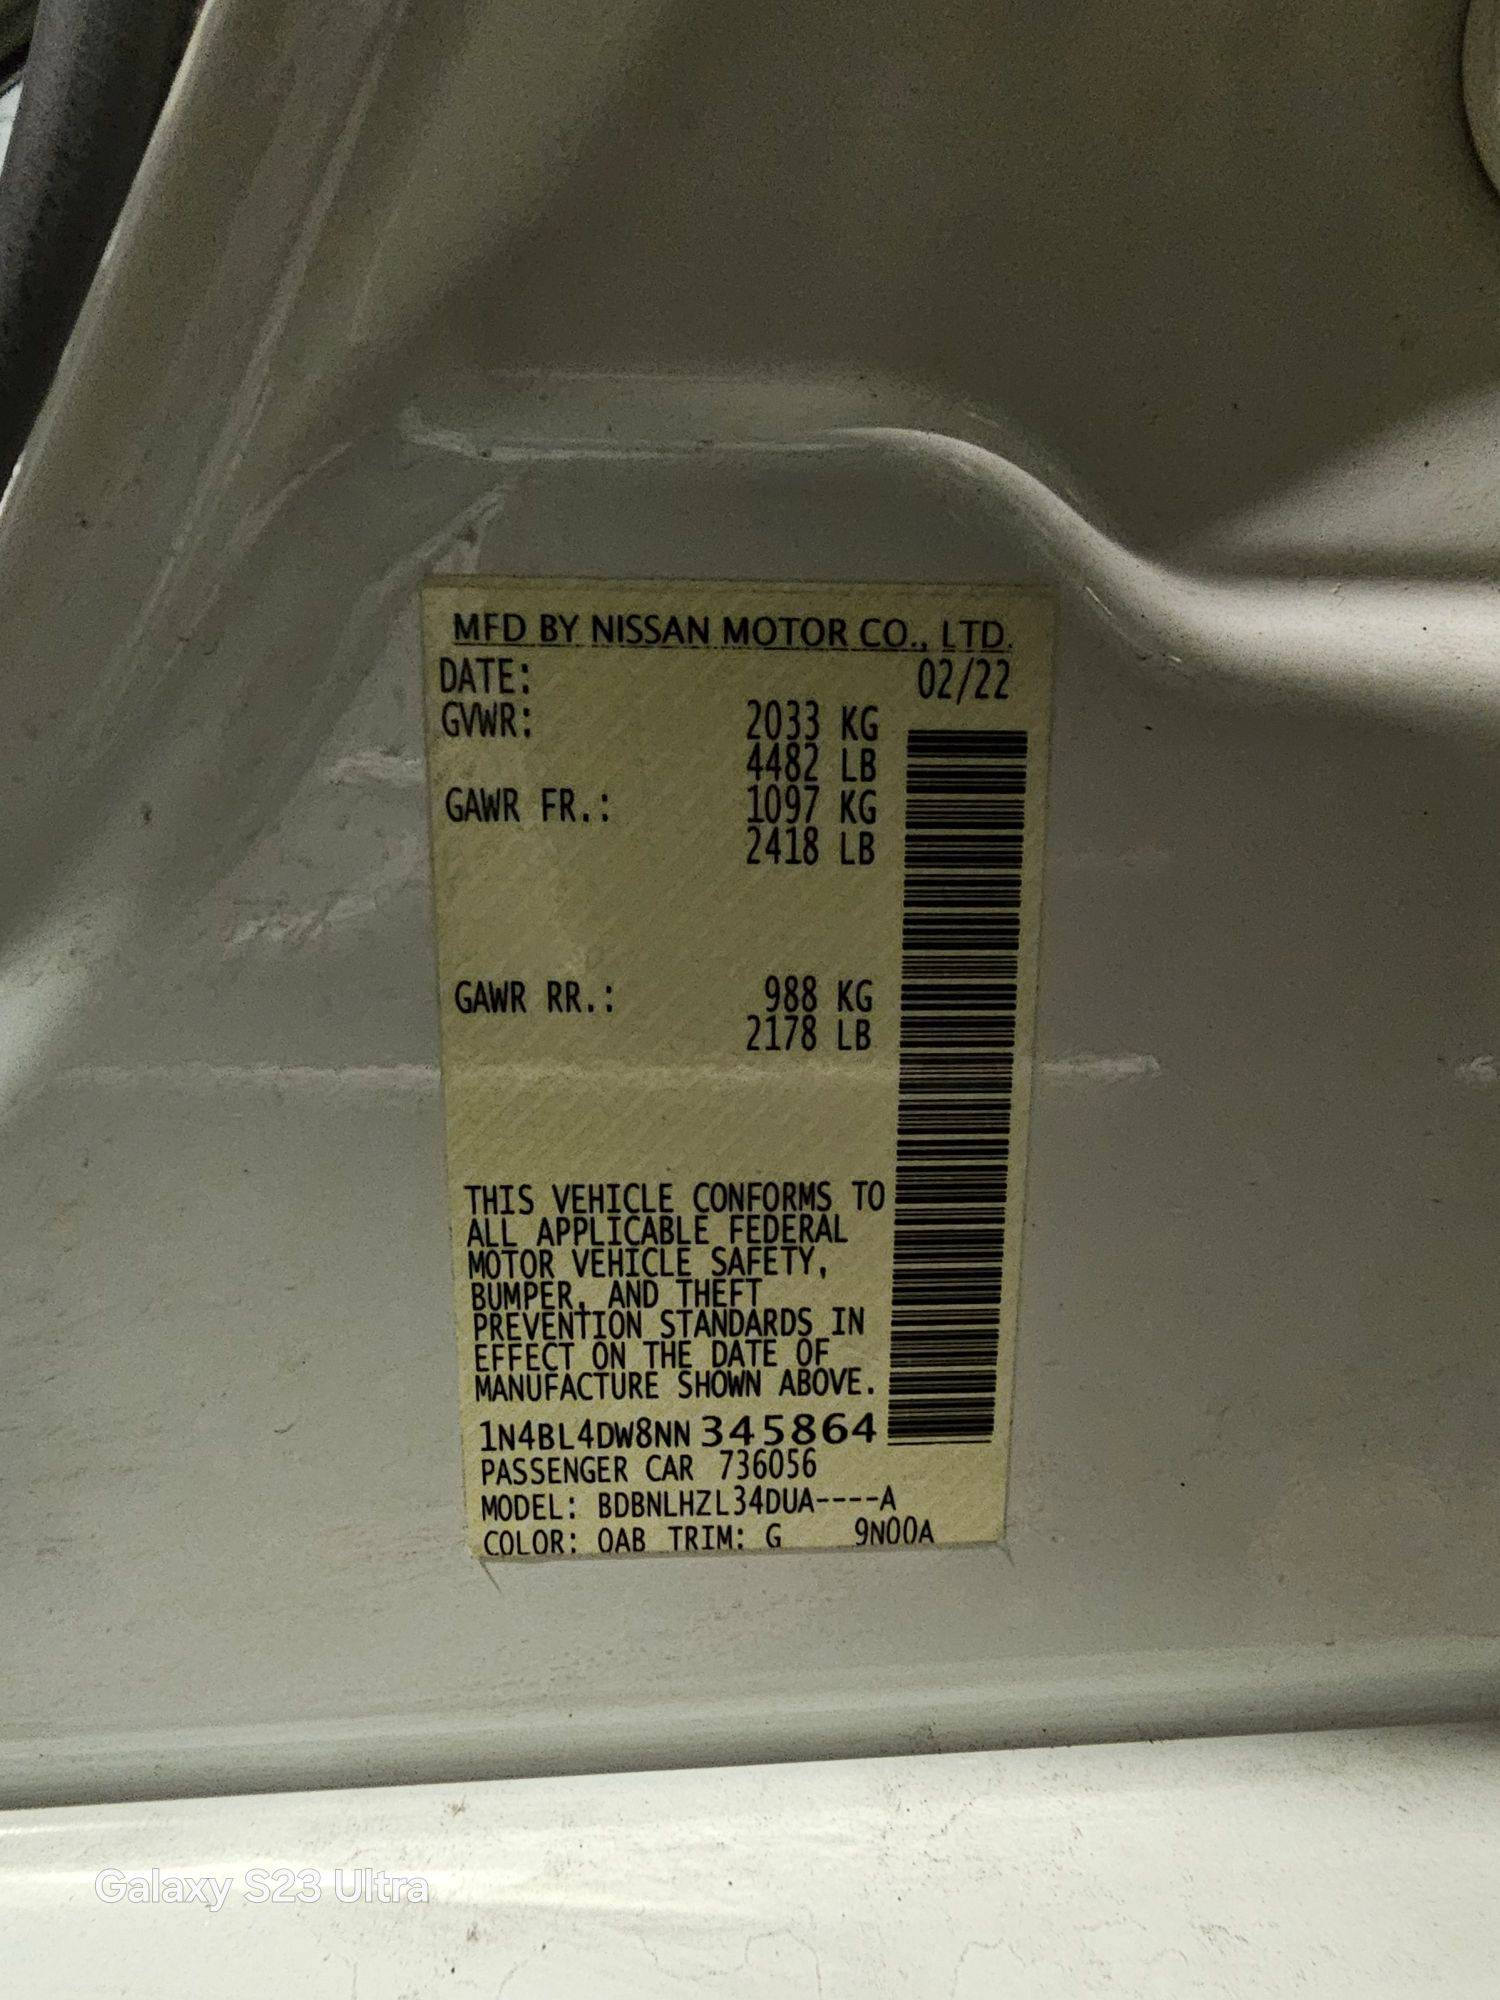 MFD BY NISSAN MOTOR CO., LTD.
DATE: 02/22
GVWR: 2033 KG
4482 LB
GAWR FR.: 1097 KG
2418 LB
GAWR RR.: 988 KG
2178 LB
THIS VEHICLE CONFORMS TO
ALL APPLICABLE FEDERAL
MOTOR VEHICLE SAFETY,
BUMPER, AND THEFT
PREVENTION STANDARDS IN
EFFECT ON THE DATE OF
MANUFACTURE SHOWN ABOVE.
1N4BL4DW8NN345864
PASSENGER CAR 736056
MODEL: BDBNLHZL34DUA----A
COLOR: QAB TRIM: G 9N00A
Galaxy S23 Ultra